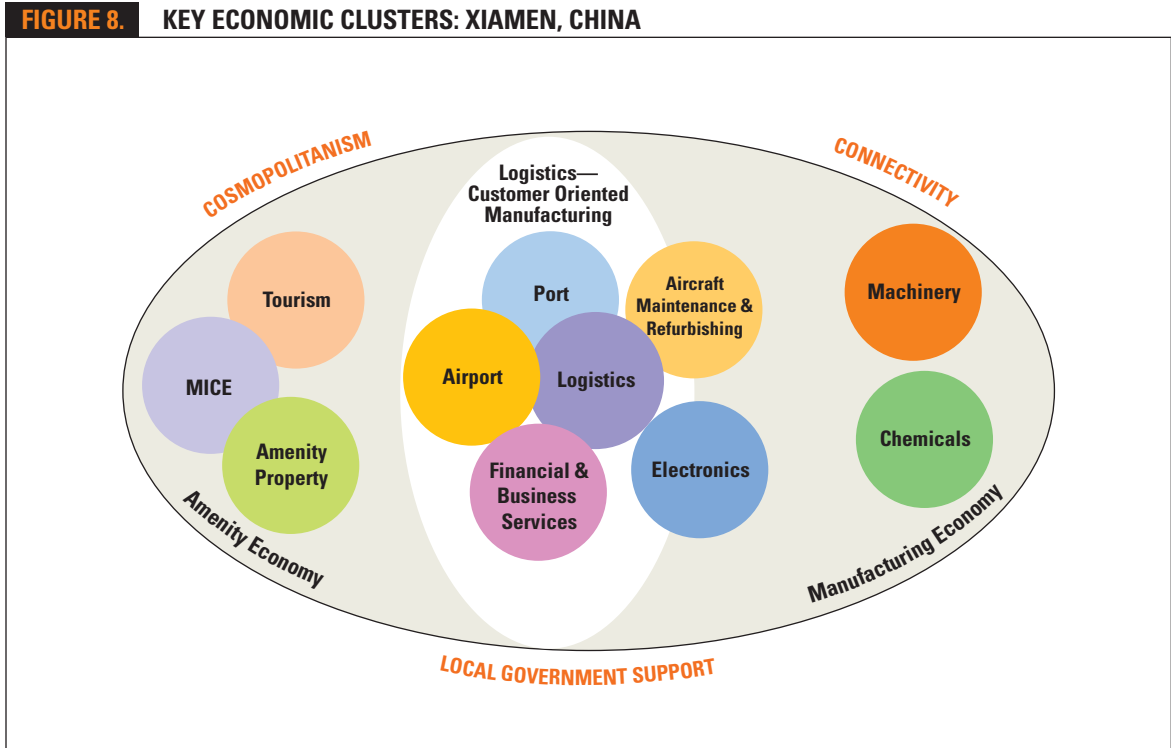 FIGURE 8. KEY ECONOMIC CLUSTERS: XIAMEN, CHINA
COSMOPOLITANISM
CONNECTIVITY
Logistics—
Customer Oriented
Manufacturing
Tourism
MICE
Amenity
Property
Amenity Economy
Port
Airport
Logistics
Financial &
Business
Services
Aircraft
Maintenance &
Refurbishing
Electronics
Machinery
Chemicals
Manufacturing Economy
LOCAL GOVERNMENT SUPPORT